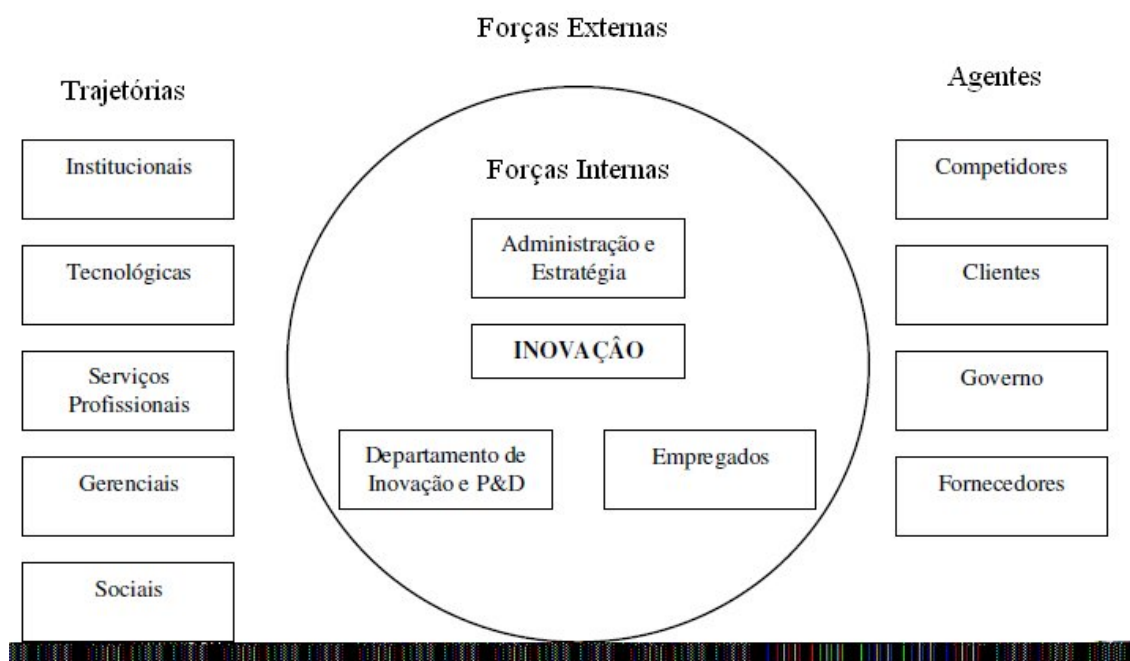 Forças Externas
Trajetórias
Agentes
Institucionais
Tecnológicas
Serviços
Profissionais
Gerenciais
Sociais
Forças Internas
Administração e
Estratégia
INOVAÇÂO
Departamento de
Inovação e P&D
Empregados
Competidores
Clientes
Governo
Fornecedores